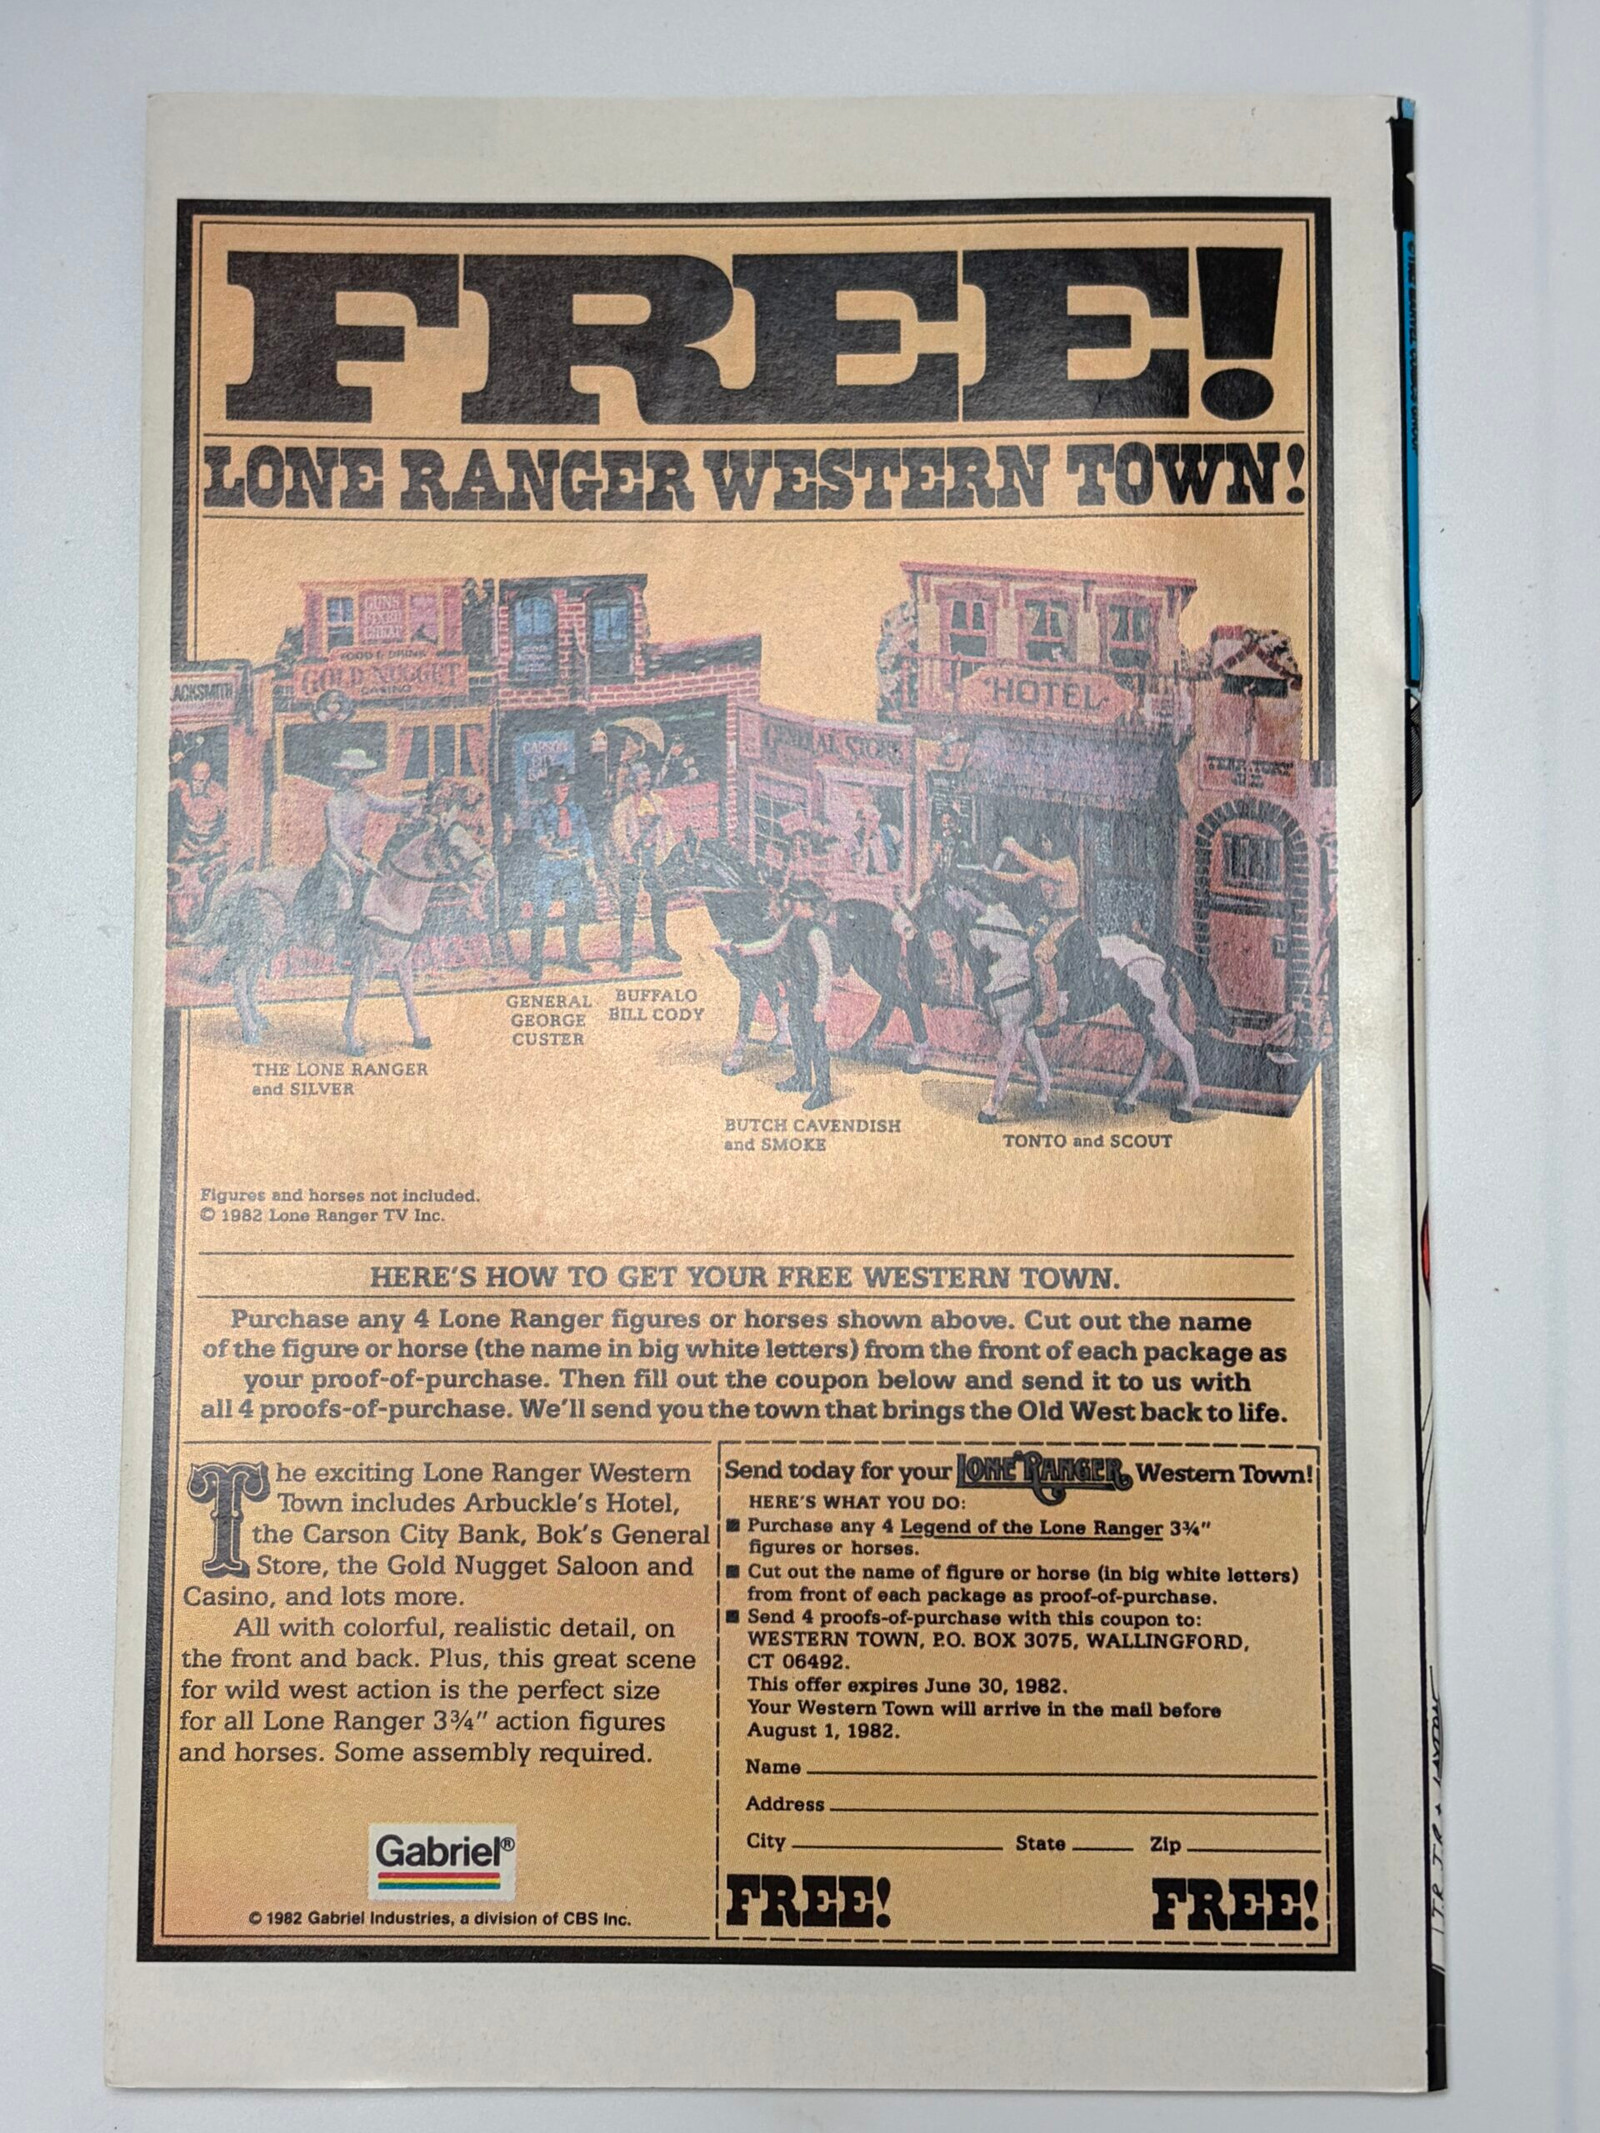 FREE!
LONE RANGER WESTERN TOWN!
GUNS
FOOD & DRINK
GOLD NUGGET
CASINO
ACKSMITH
CARSON
HOTEL
GENERAL STORE
TERRITORY
THE LONE RANGER
and SILVER
GENERAL
GEORGE
CUSTER
BUFFALO
BILL CODY
BUTCH CAVENDISH
and SMOKE
TONTO and SCOUT
Figures and horses not included.
© 1982 Lone Ranger TV Inc.
HERE'S HOW TO GET YOUR FREE WESTERN TOWN.
Purchase any 4 Lone Ranger figures or horses shown above. Cut out the name
of the figure or horse (the name in big white letters) from the front of each package as
your proof-of-purchase. Then fill out the coupon below and send it to us with
all 4 proofs-of-purchase. We'll send you the town that brings the Old West back to life.
The exciting Lone Ranger Western
Town includes Arbuckle's Hotel,
the Carson City Bank, Bok's General
Store, the Gold Nugget Saloon and
Casino, and lots more.
All with colorful, realistic detail, on
the front and back. Plus, this great scene
for wild west action is the perfect size
for all Lone Ranger 3¾" action figures
and horses. Some assembly required.
Gabriel®
© 1982 Gabriel Industries, a division of CBS Inc.
Send today for your LONE RANGER Western Town!
HERE'S WHAT YOU DO:
■ Purchase any 4 Legend of the Lone Ranger 3¾"
figures or horses.
■ Cut out the name of figure or horse (in big white letters)
from front of each package as proof-of-purchase.
■ Send 4 proofs-of-purchase with this coupon to:
WESTERN TOWN, P.O. BOX 3075, WALLINGFORD,
CT 06492.
This offer expires June 30, 1982.
Your Western Town will arrive in the mail before
August 1, 1982.
Name
Address
City State Zip
FREE! FREE!